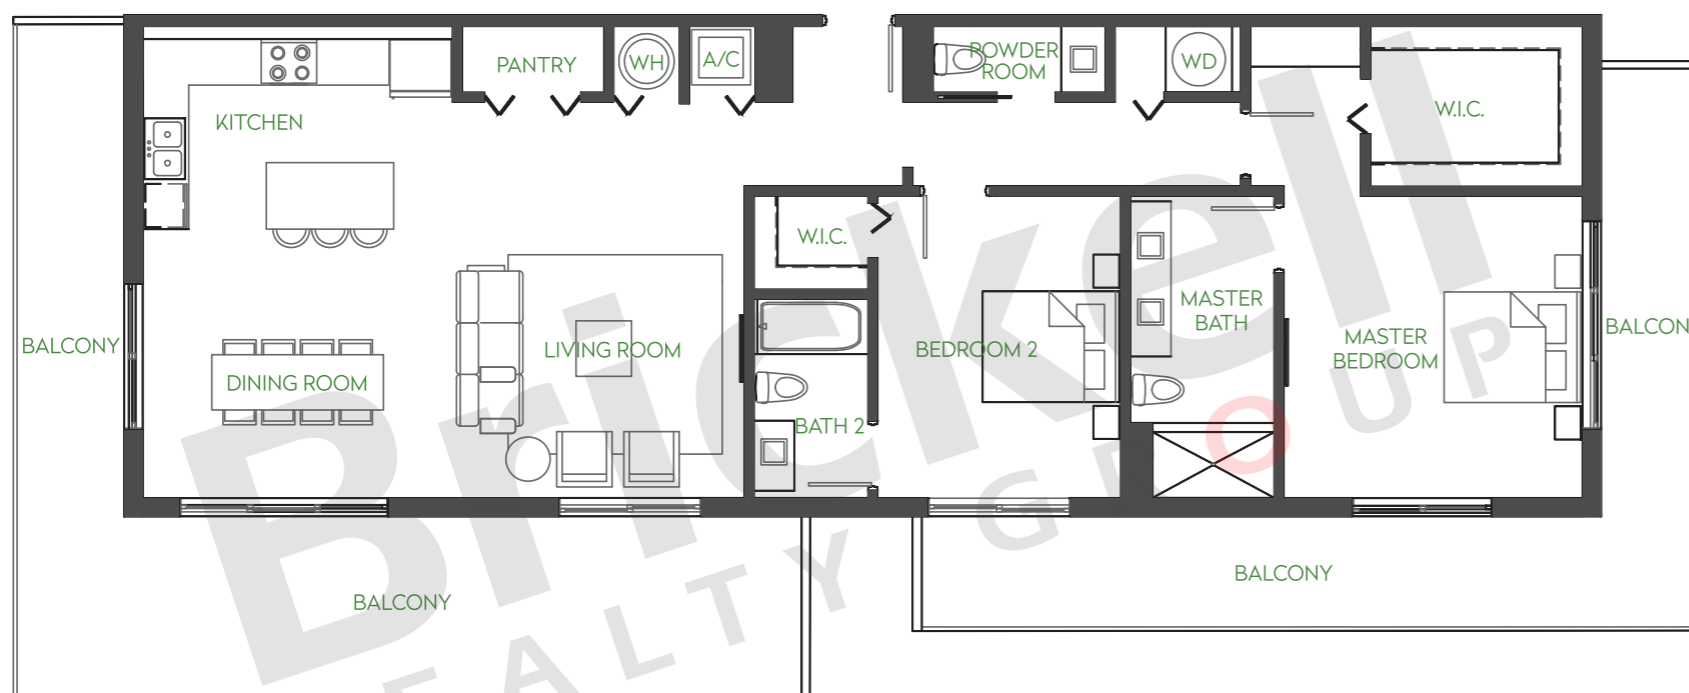 PANTRY
WH
A/C
POWDER
ROOM
WD
W.I.C.
KITCHEN
W.I.C.
MASTER
BATH
BALCONY
LIVING ROOM
BEDROOM 2
MASTER
BEDROOM
BALCON
DINING ROOM
BATH 2
BALCONY
BALCONY
Brickell
EALTY GROUP